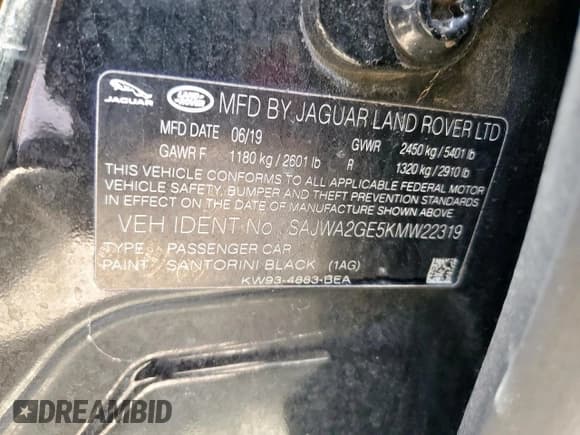 JAGUAR
LAND ROVER
MFD BY JAGUAR LAND ROVER LTD
MFD DATE 06/19 GVWR 2450 kg / 5401 lb
GAWR F 1180 kg / 2601 lb R 1320 kg / 2910 lb
THIS VEHICLE CONFORMS TO ALL APPLICABLE FEDERAL MOTOR
VEHICLE SAFETY, BUMPER AND THEFT PREVENTION STANDARDS
IN EFFECT ON THE DATE OF MANUFACTURE SHOWN ABOVE.
VEH IDENT No. SAJWA2GE5KMW22319
TYPE: PASSENGER CAR
PAINT: SANTORINI BLACK (1AG)
KW93-4883-BEA
DREAMBID